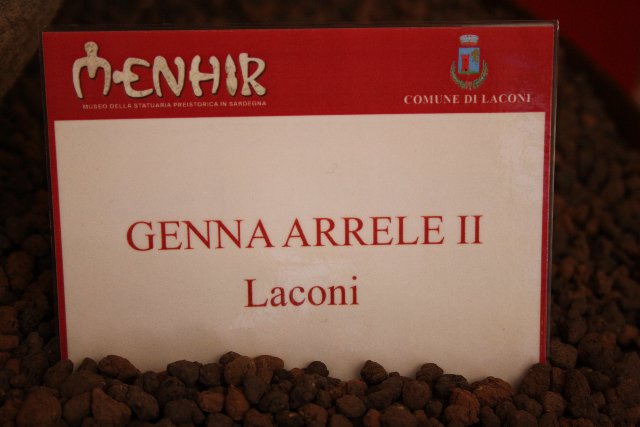 MENHIR
MUSEO DELLA STATUARIA PREISTORICA IN SARDEGNA
COMUNE DI LACONI
GENNA ARRELE II
Laconi